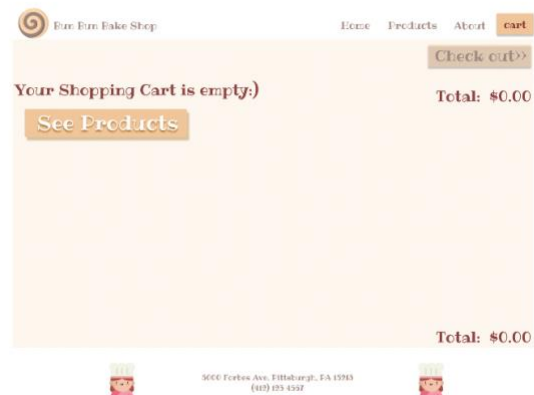 Bun Bun Bake Shop
Home Products About cart
Check out>>
Your Shopping Cart is empty:)
Total: $0.00
See Products
Total: $0.00
5000 Forbes Ave, Pittsburgh, PA 15213